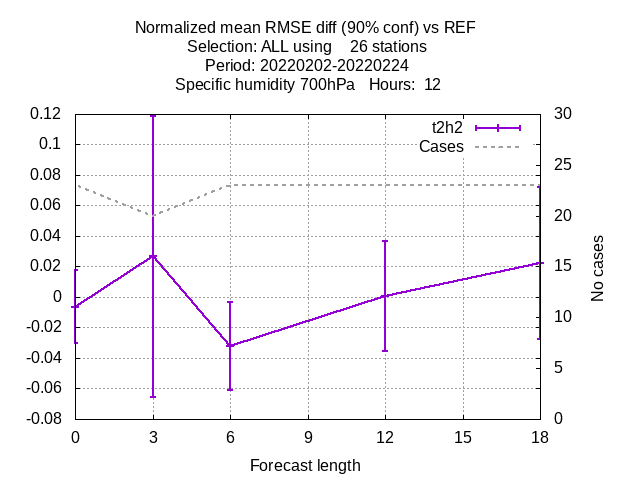 Normalized mean RMSE diff (90% conf) vs REF
Selection: ALL using    26 stations
Period: 20220202-20220224
Specific humidity 700hPa   Hours:  12
0.12
0.1
0.08
0.06
0.04
0.02
0
-0.02
-0.04
-0.06
-0.08
t2h2
Cases
30
25
20
15
10
5
0
No cases
0 3 6 9 12 15 18
Forecast length